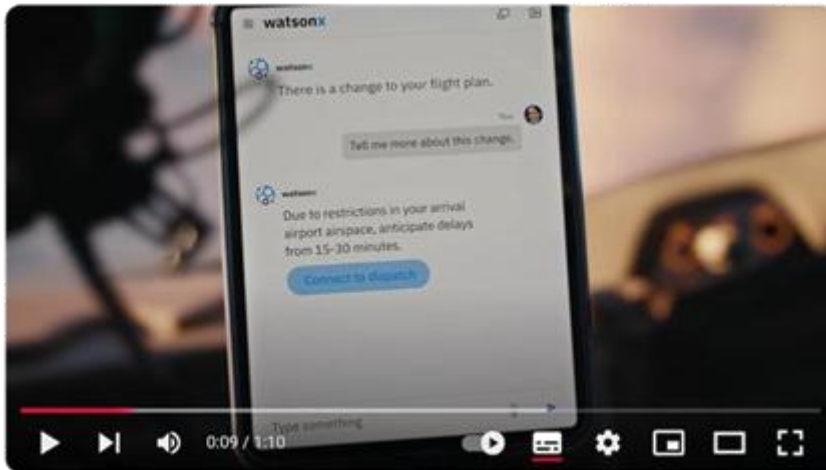 watsonx
watsonx
There is a change to your flight plan.
You
Tell me more about this change.
watsonx
Due to restrictions in your arrival
airport airspace, anticipate delays
from 15-30 minutes.
Connect to dispatch
Type something
0:09 / 1:10